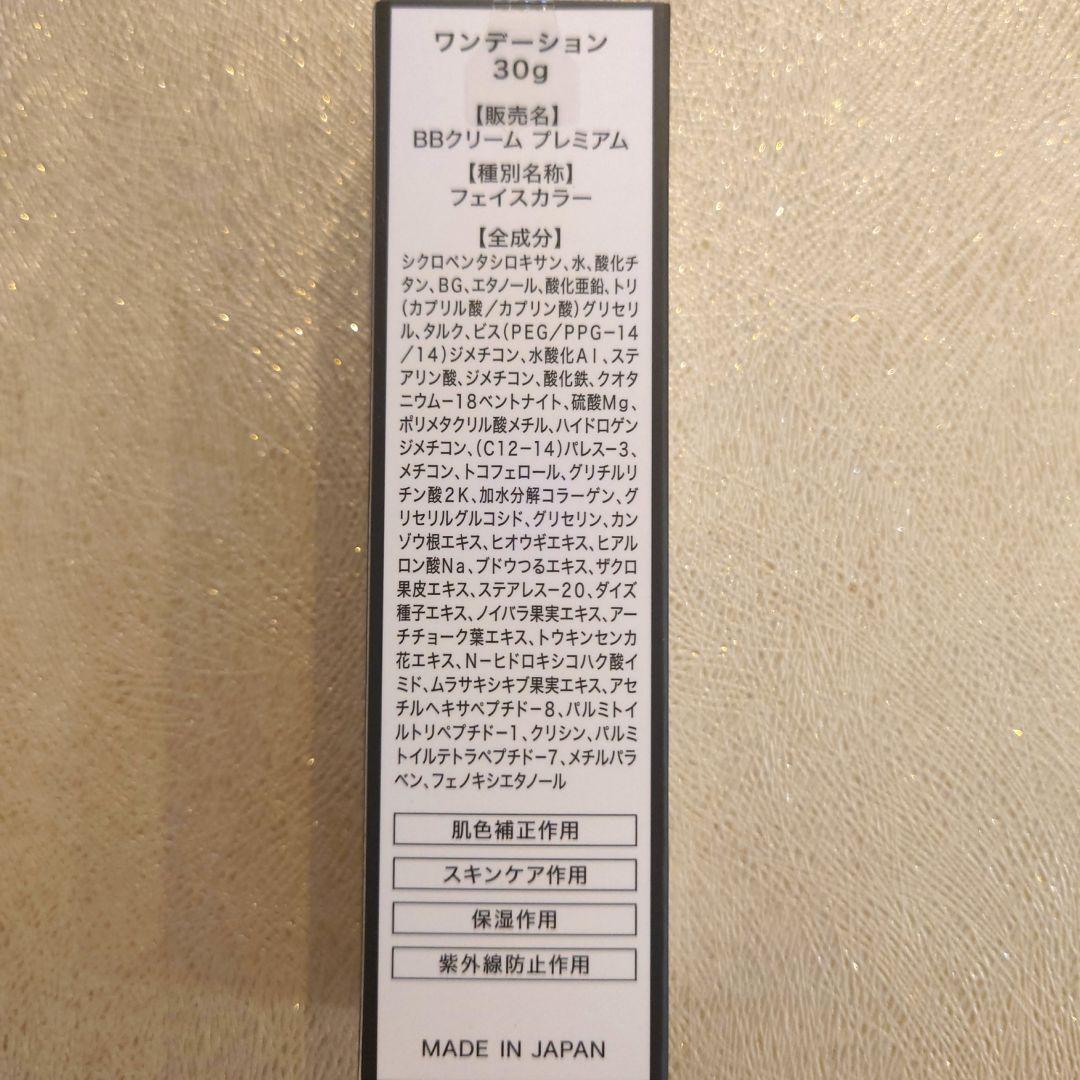 ワンデーション
30g
【販売名】
BBクリーム プレミアム
【種別名称】
フェイスカラー
【全成分】
シクロペンタシロキサン、水、酸化チ
タン、BG、エタノール、酸化亜鉛、トリ
(カプリル酸/カプリン酸)グリセリ
ル、タルク、ビス(PEG/PPG−14
/14)ジメチコン、水酸化Al、ステ
アリン酸、ジメチコン、酸化鉄、クオタ
ニウム−18ベントナイト、硫酸Mg、
ポリメタクリル酸メチル、ハイドロゲン
ジメチコン、(C12−14)パレス−3、
メチコン、トコフェロール、グリチルリ
チン酸2K、加水分解コラーゲン、グ
リセリルグルコシド、グリセリン、カン
ゾウ根エキス、ヒオウギエキス、ヒアル
ロン酸Na、ブドウつるエキス、ザクロ
果皮エキス、ステアレス−20、ダイズ
種子エキス、ノイバラ果実エキス、アー
チチョーク葉エキス、トウキンセンカ
花エキス、N−ヒドロキシコハク酸イ
ミド、ムラサキシキブ果実エキス、アセ
チルヘキサペプチド−8、パルミトイ
ルトリペプチド−1、クリシン、パルミ
トイルテトラペプチド−7、メチルパラ
ベン、フェノキシエタノール
肌色補正作用
スキンケア作用
保湿作用
紫外線防止作用
MADE IN JAPAN